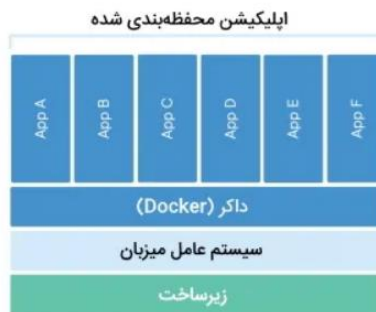 اپلیکیشن محفظه‌بندی شده
App A
App B
App C
App D
App E
App F
داکر (Docker)
سیستم عامل میزبان
زیرساخت